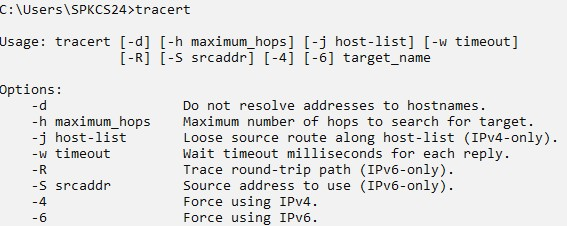 C:\Users\SPKCS24>tracert
Usage: tracert [-d] [-h maximum_hops] [-j host-list] [-w timeout]
[-R] [-S srcaddr] [-4] [-6] target_name
Options:
-d Do not resolve addresses to hostnames.
-h maximum_hops Maximum number of hops to search for target.
-j host-list Loose source route along host-list (IPv4-only).
-w timeout Wait timeout milliseconds for each reply.
-R Trace round-trip path (IPv6-only).
-S srcaddr Source address to use (IPv6-only).
-4 Force using IPv4.
-6 Force using IPv6.